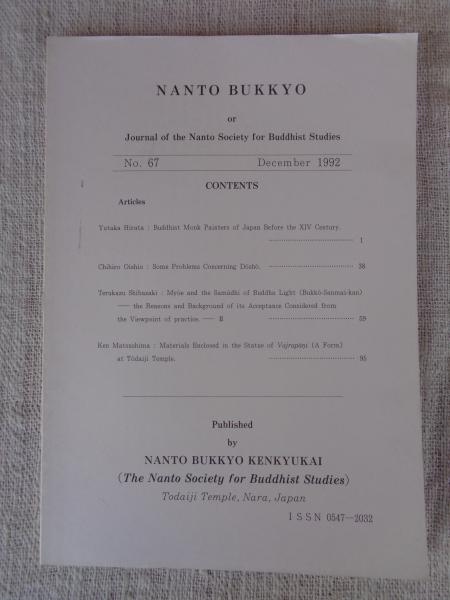 NANTO BUKKYO
or
Journal of the Nanto Society for Buddhist Studies
No. 67 December 1992
CONTENTS
Articles
Yutaka Hirata : Buddhist Monk Painters of Japan Before the XIV Century.
1
Chihiro Oishio : Some Problems Concerning Dōshō. 38
Terukazu Shibazaki : Myōe and the Samādhi of Buddha Light (Bukkō-Sanmai-kan)
— the Reasons and Background of its Acceptance Considered from
the Viewpoint of practice. — Ⅱ 59
Ken Matsushima : Materials Enclosed in the Statue of Vajrapāṇi (A Form)
at Tōdaiji Temple. 95
Published
by
NANTO BUKKYO KENKYUKAI
(The Nanto Society for Buddhist Studies)
Todaiji Temple, Nara, Japan
ISSN 0547—2032